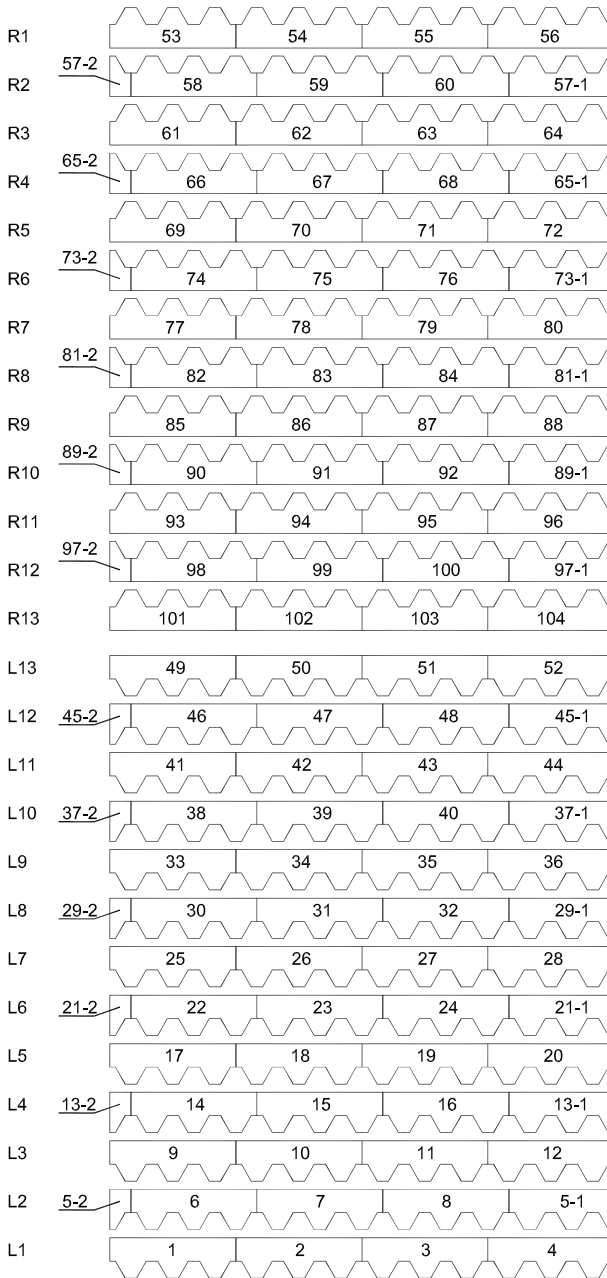 R1 53 54 55 56
57-2
R2 58 59 60 57-1
R3 61 62 63 64
65-2
R4 66 67 68 65-1
R5 69 70 71 72
73-2
R6 74 75 76 73-1
R7 77 78 79 80
81-2
R8 82 83 84 81-1
R9 85 86 87 88
89-2
R10 90 91 92 89-1
R11 93 94 95 96
97-2
R12 98 99 100 97-1
R13 101 102 103 104
L13 49 50 51 52
L12 45-2 46 47 48 45-1
L11 41 42 43 44
L10 37-2 38 39 40 37-1
L9 33 34 35 36
L8 29-2 30 31 32 29-1
L7 25 26 27 28
L6 21-2 22 23 24 21-1
L5 17 18 19 20
L4 13-2 14 15 16 13-1
L3 9 10 11 12
L2 5-2 6 7 8 5-1
L1 1 2 3 4